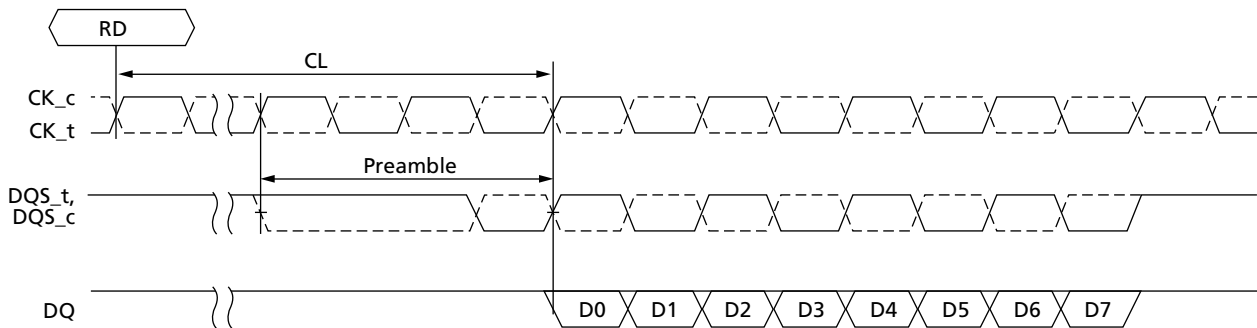 RD
CL
CK_c
CK_t
Preamble
DQS_t,
DQS_c
DQ
D0 D1 D2 D3 D4 D5 D6 D7